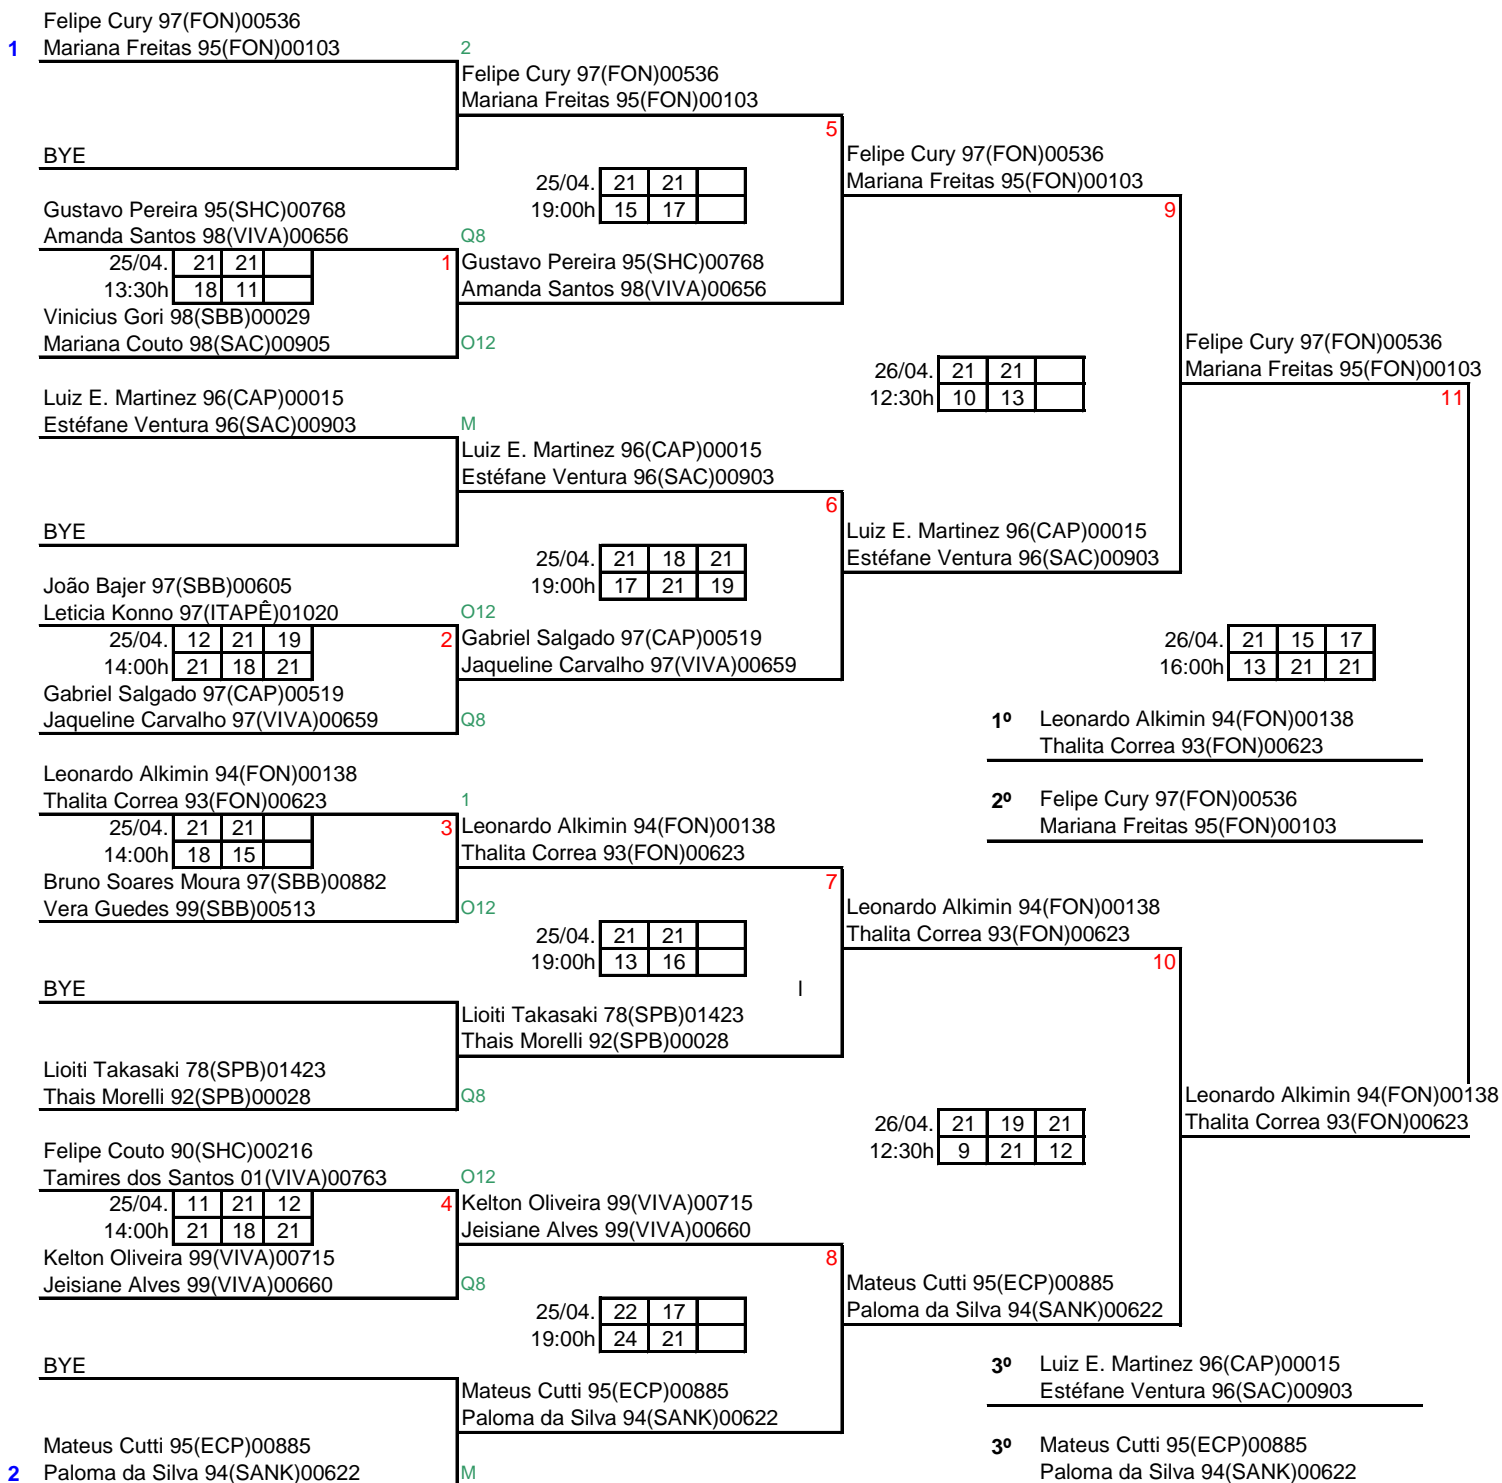 Felipe Cury 97(FON)00536
1 Mariana Freitas 95(FON)00103 2
Felipe Cury 97(FON)00536
Mariana Freitas 95(FON)00103
5
BYE Felipe Cury 97(FON)00536
25/04. 21 21 Mariana Freitas 95(FON)00103
Gustavo Pereira 95(SHC)00768 19:00h 15 17 9
Amanda Santos 98(VIVA)00656 Q8
25/04. 21 21 1 Gustavo Pereira 95(SHC)00768
13:30h 18 11 Amanda Santos 98(VIVA)00656
Vinicius Gori 98(SBB)00029
Mariana Couto 98(SAC)00905 O12 Felipe Cury 97(FON)00536
26/04. 21 21 Mariana Freitas 95(FON)00103
Luiz E. Martinez 96(CAP)00015 12:30h 10 13 11
Estéfane Ventura 96(SAC)00903 M
Luiz E. Martinez 96(CAP)00015
Estéfane Ventura 96(SAC)00903
6
BYE Luiz E. Martinez 96(CAP)00015
25/04. 21 18 21 Estéfane Ventura 96(SAC)00903
João Bajer 97(SBB)00605 19:00h 17 21 19
Leticia Konno 97(ITAPÊ)01020 O12
25/04. 12 21 19 2 Gabriel Salgado 97(CAP)00519 26/04. 21 15 17
14:00h 21 18 21 Jaqueline Carvalho 97(VIVA)00659 16:00h 13 21 21
Gabriel Salgado 97(CAP)00519
Jaqueline Carvalho 97(VIVA)00659 Q8 1º Leonardo Alkimin 94(FON)00138
Thalita Correa 93(FON)00623
Leonardo Alkimin 94(FON)00138
Thalita Correa 93(FON)00623 1 2º Felipe Cury 97(FON)00536
25/04. 21 21 3 Leonardo Alkimin 94(FON)00138 Mariana Freitas 95(FON)00103
14:00h 18 15 Thalita Correa 93(FON)00623
Bruno Soares Moura 97(SBB)00882 7
Vera Guedes 99(SBB)00513 O12 Leonardo Alkimin 94(FON)00138
25/04. 21 21 Thalita Correa 93(FON)00623
19:00h 13 16 10
BYE I
Lioiti Takasaki 78(SPB)01423
Thais Morelli 92(SPB)00028
Lioiti Takasaki 78(SPB)01423
Thais Morelli 92(SPB)00028 Q8 Leonardo Alkimin 94(FON)00138
26/04. 21 19 21 Thalita Correa 93(FON)00623
Felipe Couto 90(SHC)00216 12:30h 9 21 12
Tamires dos Santos 01(VIVA)00763 O12
25/04. 11 21 12 4 Kelton Oliveira 99(VIVA)00715
14:00h 21 18 21 Jeisiane Alves 99(VIVA)00660
Kelton Oliveira 99(VIVA)00715 8
Jeisiane Alves 99(VIVA)00660 Q8 Mateus Cutti 95(ECP)00885
25/04. 22 17 Paloma da Silva 94(SANK)00622
19:00h 24 21
BYE 3º Luiz E. Martinez 96(CAP)00015
Mateus Cutti 95(ECP)00885 Estéfane Ventura 96(SAC)00903
Paloma da Silva 94(SANK)00622
Mateus Cutti 95(ECP)00885 3º Mateus Cutti 95(ECP)00885
2 Paloma da Silva 94(SANK)00622 M Paloma da Silva 94(SANK)00622